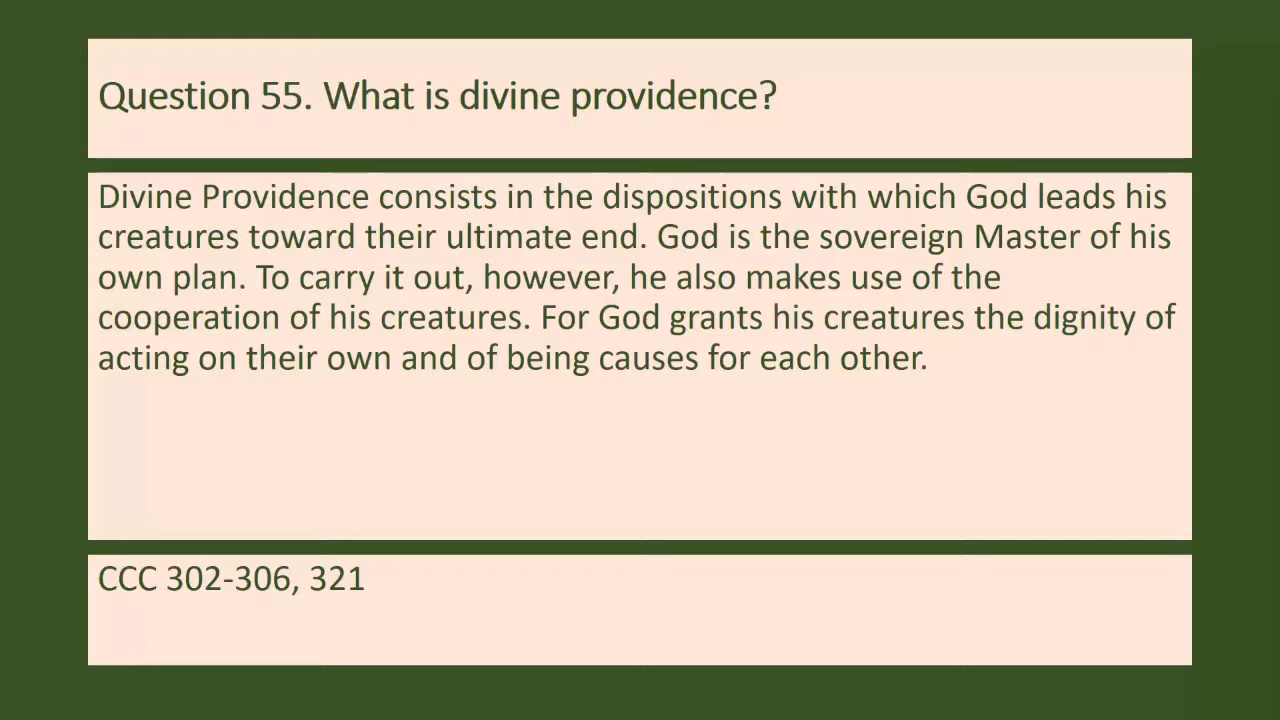 Question 55. What is divine providence?
Divine Providence consists in the dispositions with which God leads his
creatures toward their ultimate end. God is the sovereign Master of his
own plan. To carry it out, however, he also makes use of the
cooperation of his creatures. For God grants his creatures the dignity of
acting on their own and of being causes for each other.
CCC 302-306, 321